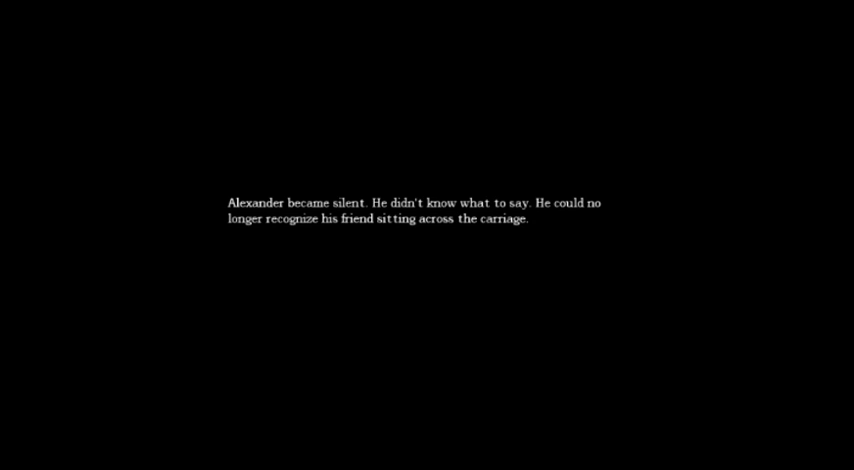 Alexander became silent. He didn't know what to say. He could no
longer recognize his friend sitting across the carriage.